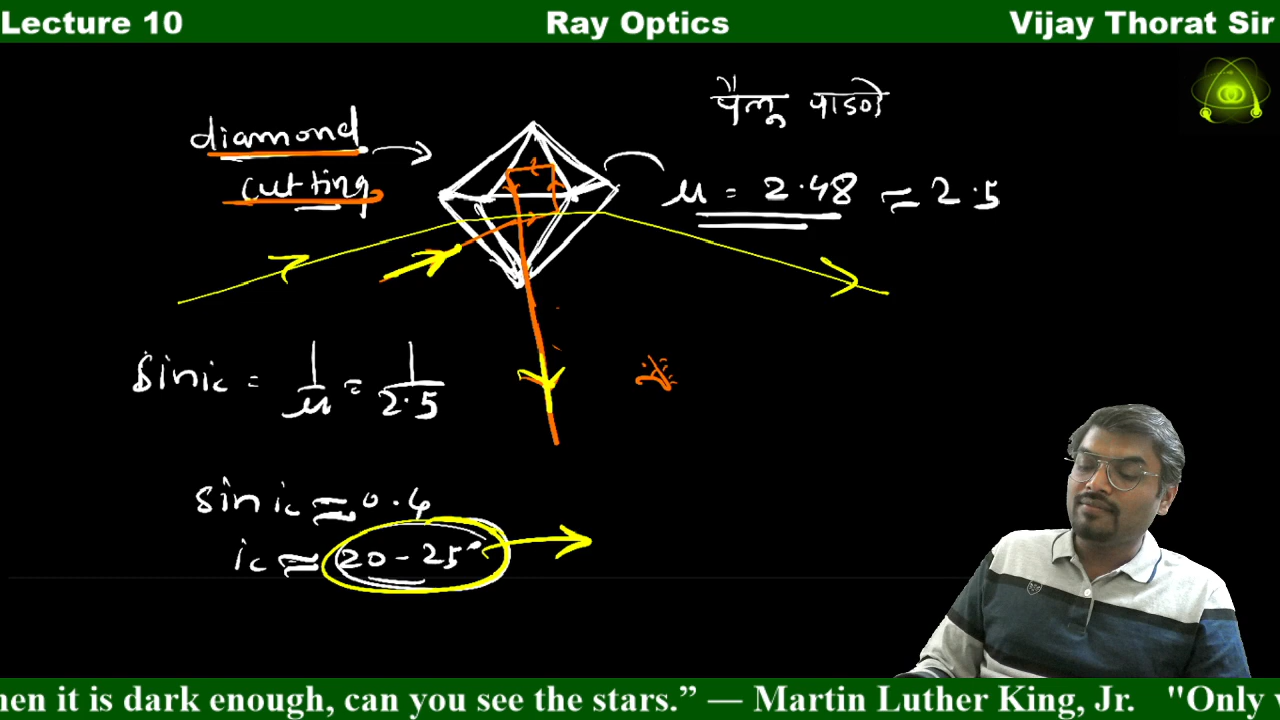 Lecture 10
Ray Optics
Vijay Thorat Sir
पैलू पाडणे
diamond
cutting
μ = 2.48 ≈ 2.5
sin ic = 1/μ = 1/2.5
sin ic ≈ 0.4
ic ≈ 20 - 25°
hen it is dark enough, can you see the stars.” — Martin Luther King, Jr. "Only